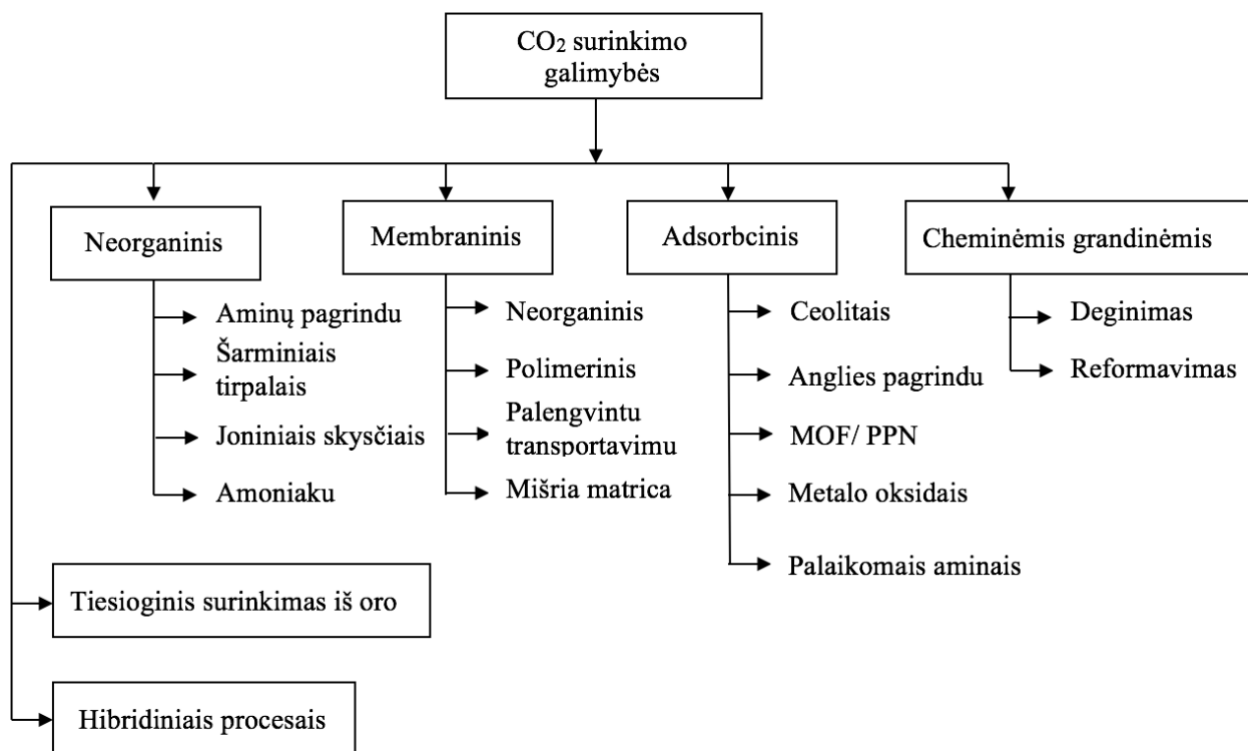 CO₂ surinkimo
galimybės
Neorganinis
Aminų pagrindu
Šarminiais
tirpalais
Joniniais skysčiais
Amoniaku
Membraninis
Neorganinis
Polimerinis
Palengvintu
transportavimu
Mišria matrica
Adsorbcinis
Ceolitais
Anglies pagrindu
MOF/ PPN
Metalo oksidais
Palaikomais aminais
Cheminėmis grandinėmis
Deginimas
Reformavimas
Tiesioginis surinkimas iš oro
Hibridiniais procesais